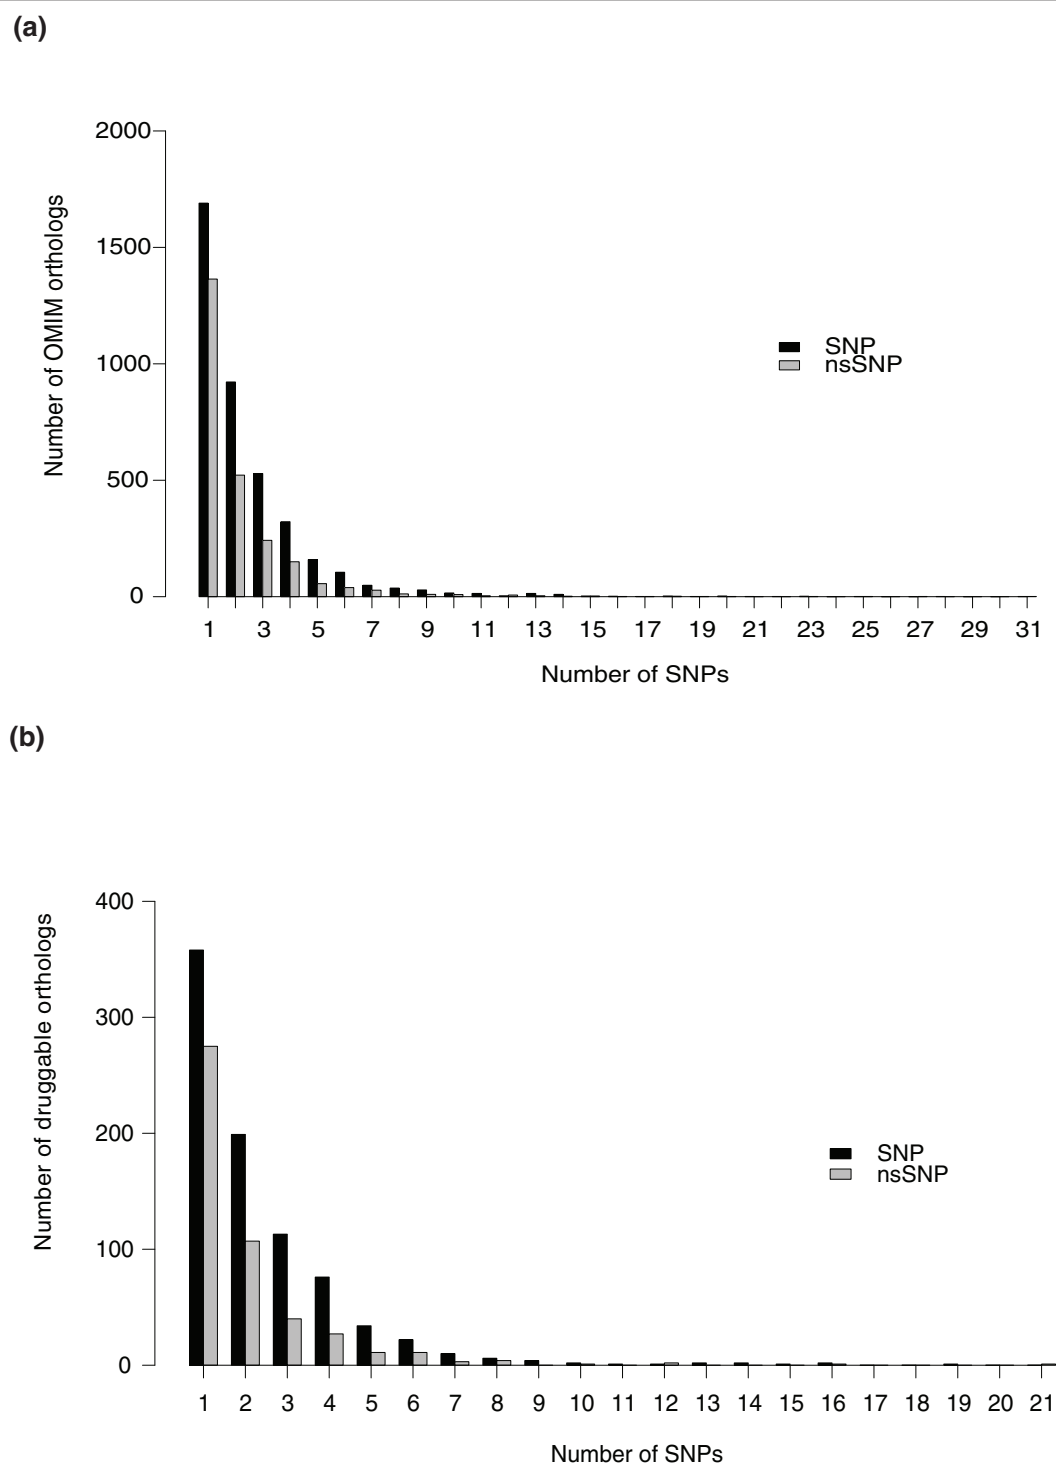 (a)
2000
1500
1000
500
0
Number of OMIM orthologs
SNP
nsSNP
1 3 5 7 9 11 13 15 17 19 21 23 25 27 29 31
Number of SNPs
(b)
400
300
200
100
0
Number of druggable orthologs
SNP
nsSNP
1 2 3 4 5 6 7 8 9 10 11 12 13 14 15 16 17 18 19 20 21
Number of SNPs